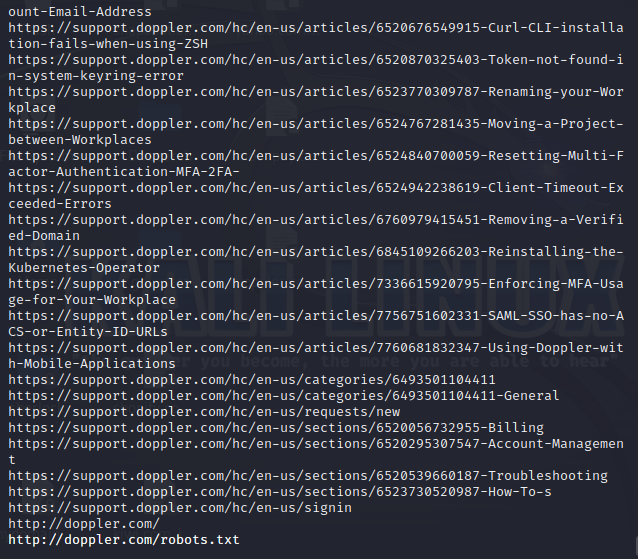 ount-Email-Address
https://support.doppler.com/hc/en-us/articles/6520676549915-Curl-CLI-installa
tion-fails-when-using-ZSH
https://support.doppler.com/hc/en-us/articles/6520870325403-Token-not-found-i
n-system-keyring-error
https://support.doppler.com/hc/en-us/articles/6523770309787-Renaming-your-Wor
kplace
https://support.doppler.com/hc/en-us/articles/6524767281435-Moving-a-Project-
between-Workplaces
https://support.doppler.com/hc/en-us/articles/6524840700059-Resetting-Multi-F
actor-Authentication-MFA-2FA-
https://support.doppler.com/hc/en-us/articles/6524942238619-Client-Timeout-Ex
ceeded-Errors
https://support.doppler.com/hc/en-us/articles/6760979415451-Removing-a-Verifi
ed-Domain
https://support.doppler.com/hc/en-us/articles/6845109266203-Reinstalling-the-
Kubernetes-Operator
https://support.doppler.com/hc/en-us/articles/7336615920795-Enforcing-MFA-Usa
ge-for-Your-Workplace
https://support.doppler.com/hc/en-us/articles/7756751602331-SAML-SSO-has-no-A
CS-or-Entity-ID-URLs
https://support.doppler.com/hc/en-us/articles/7760681832347-Using-Doppler-wit
h-Mobile-Applications
https://support.doppler.com/hc/en-us/categories/6493501104411
https://support.doppler.com/hc/en-us/categories/6493501104411-General
https://support.doppler.com/hc/en-us/requests/new
https://support.doppler.com/hc/en-us/sections/6520056732955-Billing
https://support.doppler.com/hc/en-us/sections/6520295307547-Account-Managemen
t
https://support.doppler.com/hc/en-us/sections/6520539660187-Troubleshooting
https://support.doppler.com/hc/en-us/sections/6523730520987-How-To-s
https://support.doppler.com/hc/en-us/signin
http://doppler.com/
http://doppler.com/robots.txt
ALI LINUX
you become, the more you are able to hear"